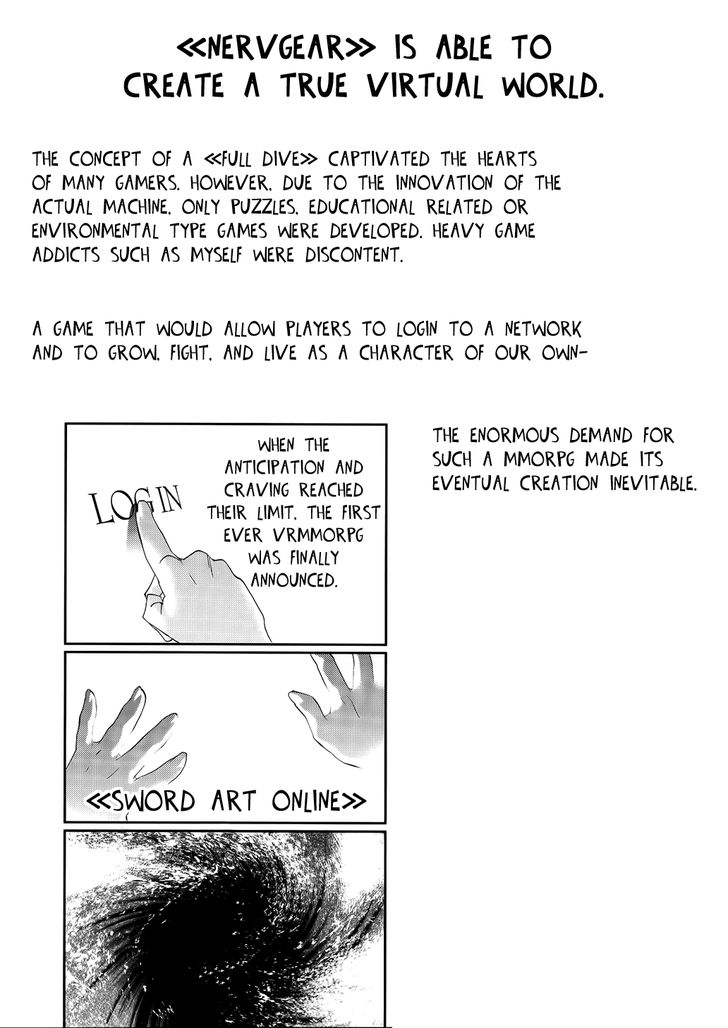 ≪NERVGEAR≫ IS ABLE TO
CREATE A TRUE VIRTUAL WORLD.
THE CONCEPT OF A ≪FULL DIVE≫ CAPTIVATED THE HEARTS
OF MANY GAMERS. HOWEVER, DUE TO THE INNOVATION OF THE
ACTUAL MACHINE, ONLY PUZZLES, EDUCATIONAL RELATED OR
ENVIRONMENTAL TYPE GAMES WERE DEVELOPED. HEAVY GAME
ADDICTS SUCH AS MYSELF WERE DISCONTENT.
A GAME THAT WOULD ALLOW PLAYERS TO LOGIN TO A NETWORK
AND TO GROW, FIGHT, AND LIVE AS A CHARACTER OF OUR OWN-
THE ENORMOUS DEMAND FOR
SUCH A MMORPG MADE ITS
EVENTUAL CREATION INEVITABLE.
WHEN THE
ANTICIPATION AND
CRAVING REACHED
THEIR LIMIT, THE FIRST
EVER VRMMORPG
WAS FINALLY
ANNOUNCED.
LOGIN
≪SWORD ART ONLINE≫